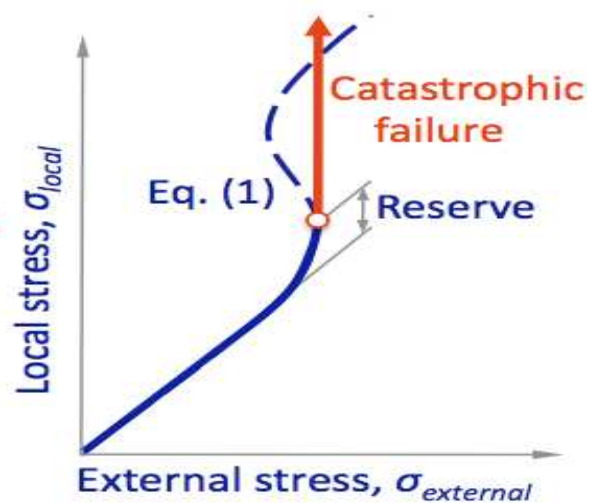 Catastrophic
failure
Eq. (1)
Reserve
Local stress, σlocal
External stress, σexternal